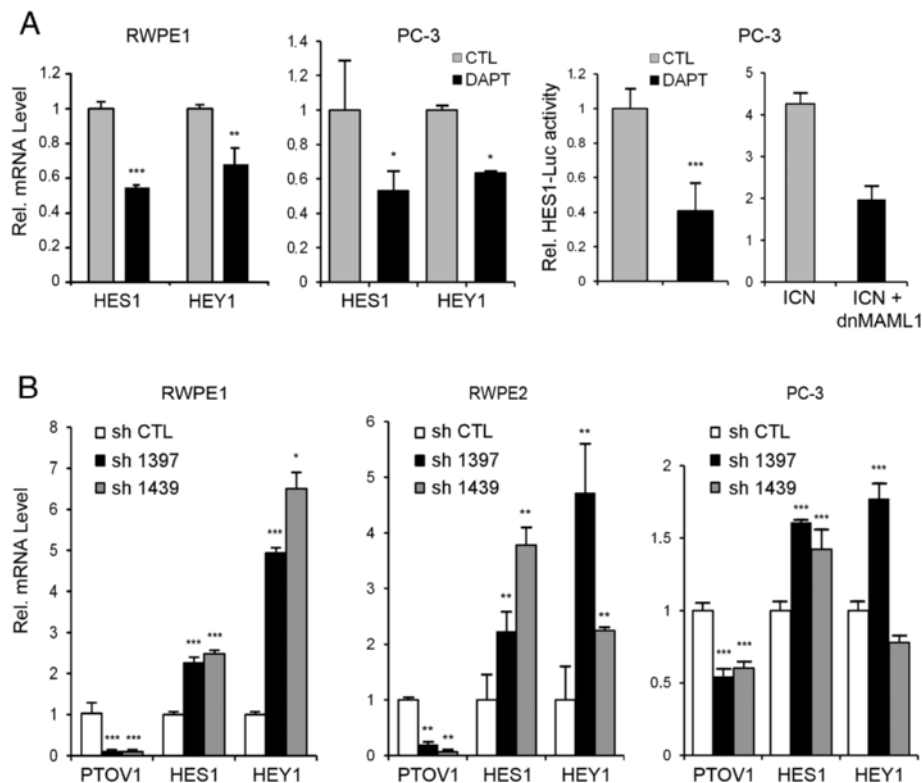 A
RWPE1
Rel. mRNA Level
1.4
1.2
1
0.8
0.6
0.4
0.2
0
***
**
HES1
HEY1
PC-3
1.4
1.2
1
0.8
0.6
0.4
0.2
0
CTL
DAPT
*
*
HES1
HEY1
PC-3
Rel. HES1-Luc activity
1.4
1.2
1
0.8
0.6
0.4
0.2
0
CTL
DAPT
***
5
4
3
2
1
0
ICN
ICN +
dnMAML1
B
RWPE1
Rel. mRNA Level
8
7
6
5
4
3
2
1
0
sh CTL
sh 1397
sh 1439
*** ***
*** ***
***
*
PTOV1
HES1
HEY1
RWPE2
6
5
4
3
2
1
0
sh CTL
sh 1397
sh 1439
** **
**
**
**
**
PTOV1
HES1
HEY1
PC-3
2
1.5
1
0.5
0
sh CTL
sh 1397
sh 1439
*** ***
*** ***
***
PTOV1
HES1
HEY1